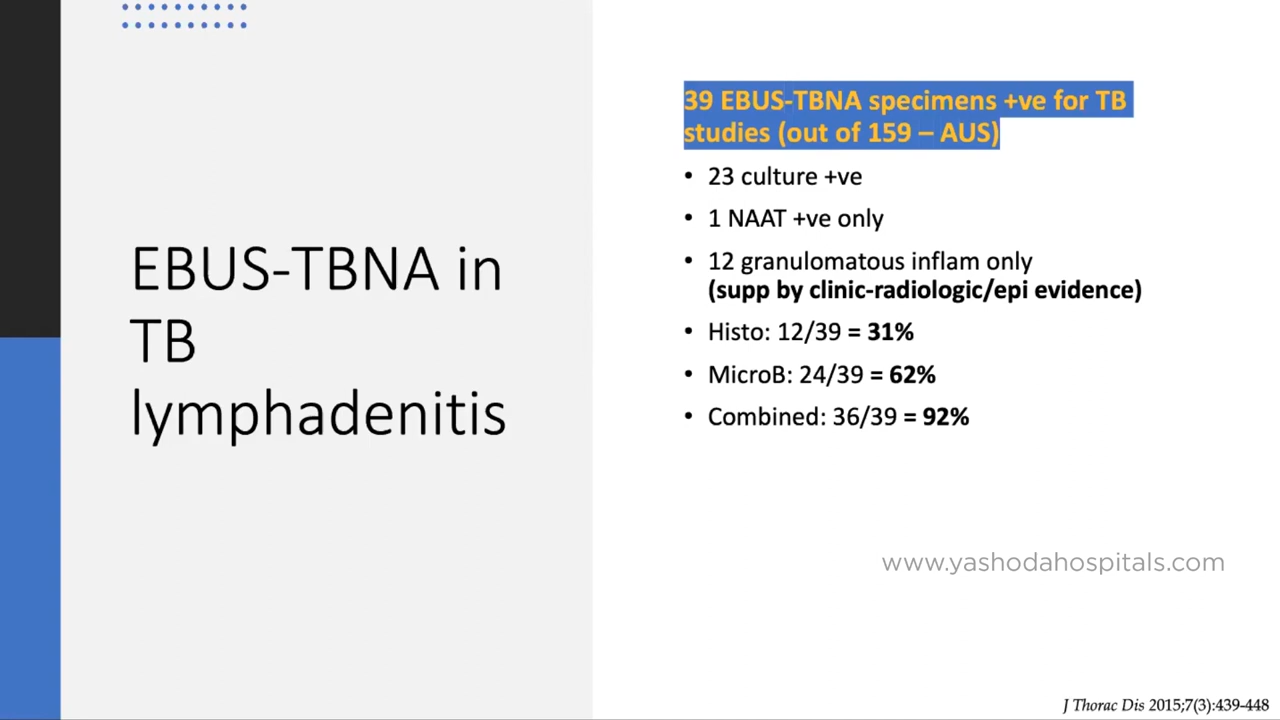 EBUS-TBNA in
TB
lymphadenitis
39 EBUS-TBNA specimens +ve for TB
studies (out of 159 – AUS)
• 23 culture +ve
• 1 NAAT +ve only
• 12 granulomatous inflam only
(supp by clinic-radiologic/epi evidence)
• Histo: 12/39 = 31%
• MicroB: 24/39 = 62%
• Combined: 36/39 = 92%
www.yashodahospitals.com
J Thorac Dis 2015;7(3):439-448